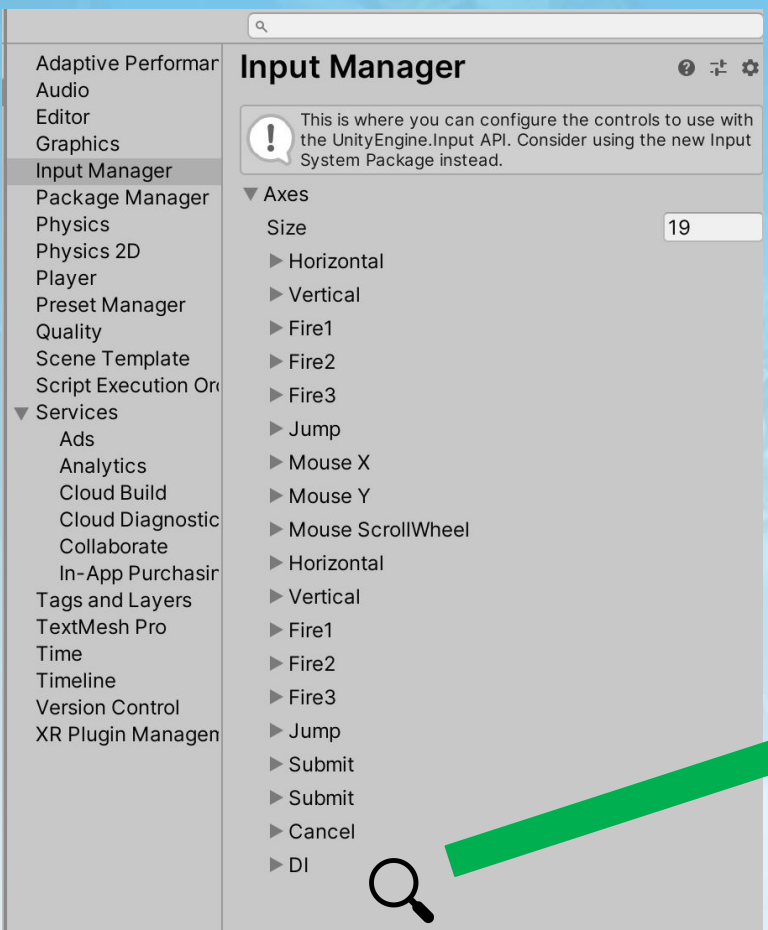 Adaptive Performan
Audio
Editor
Graphics
Input Manager
Package Manager
Physics
Physics 2D
Player
Preset Manager
Quality
Scene Template
Script Execution Ord
Services
Ads
Analytics
Cloud Build
Cloud Diagnostic
Collaborate
In-App Purchasin
Tags and Layers
TextMesh Pro
Time
Timeline
Version Control
XR Plugin Managem
Input Manager
This is where you can configure the controls to use with
the UnityEngine.Input API. Consider using the new Input
System Package instead.
Axes
Size 19
Horizontal
Vertical
Fire1
Fire2
Fire3
Jump
Mouse X
Mouse Y
Mouse ScrollWheel
Horizontal
Vertical
Fire1
Fire2
Fire3
Jump
Submit
Submit
Cancel
DI